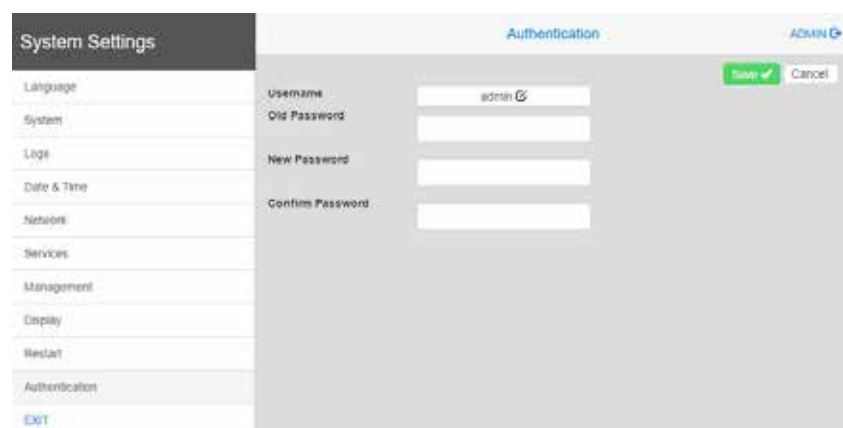 System Settings
Authentication
ADMIN
Save
Cancel
Language
System
Logs
Date & Time
Network
Services
Management
Display
Restart
Authentication
EXIT
Username
admin
Old Password
New Password
Confirm Password